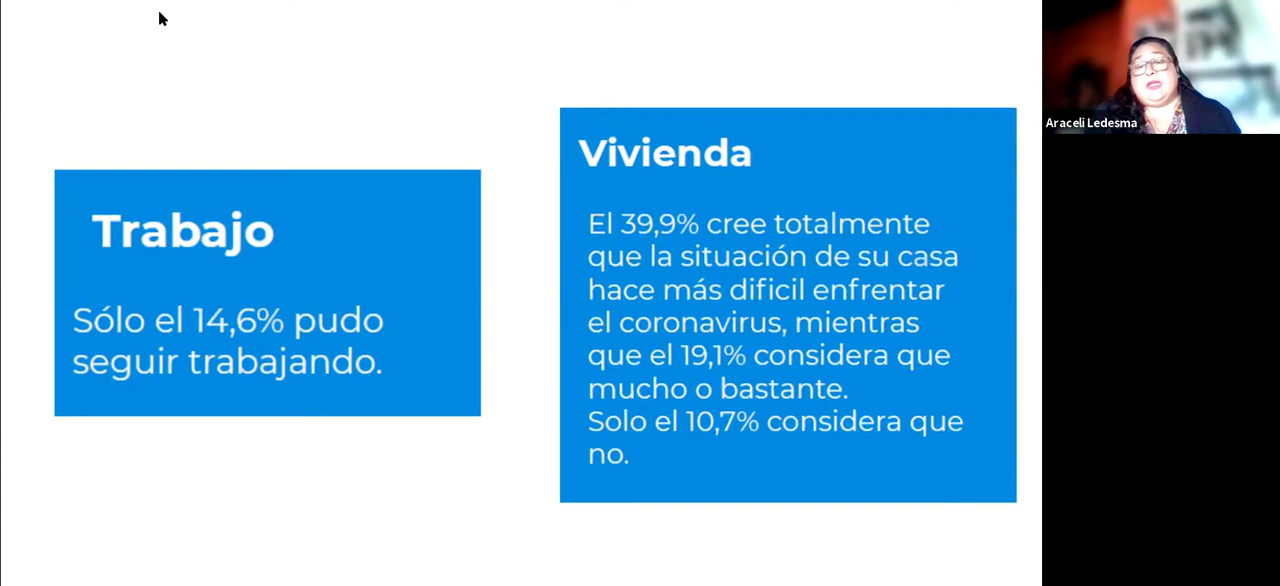 Trabajo
Sólo el 14,6% pudo
seguir trabajando.
Vivienda
El 39,9% cree totalmente
que la situación de su casa
hace más dificil enfrentar
el coronavirus, mientras
que el 19,1% considera que
mucho o bastante.
Solo el 10,7% considera que
no.
Araceli Ledesma